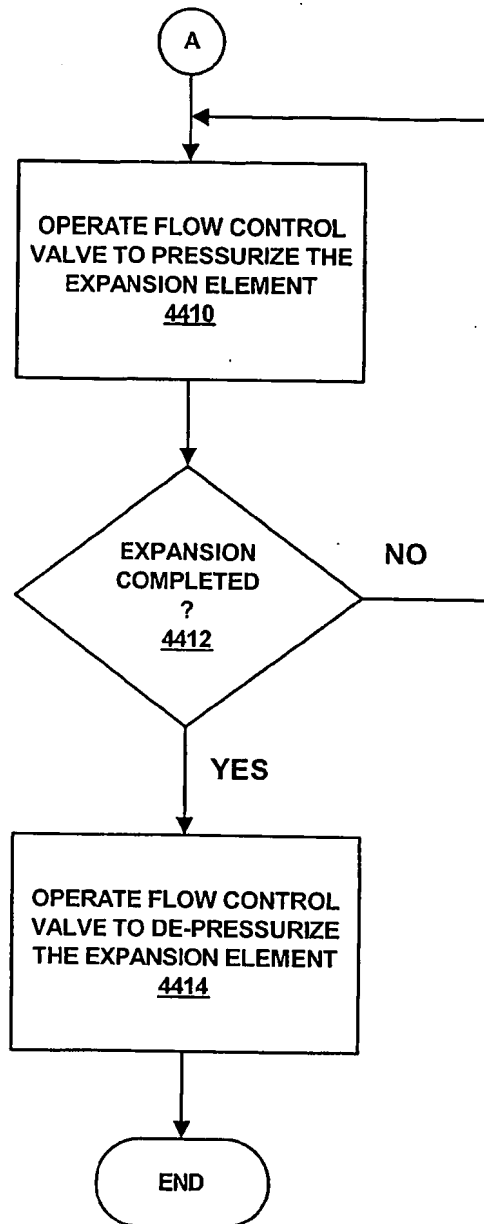 A
OPERATE FLOW CONTROL
VALVE TO PRESSURIZE THE
EXPANSION ELEMENT
4410
EXPANSION
COMPLETED
?
4412
NO
YES
OPERATE FLOW CONTROL
VALVE TO DE-PRESSURIZE
THE EXPANSION ELEMENT
4414
END